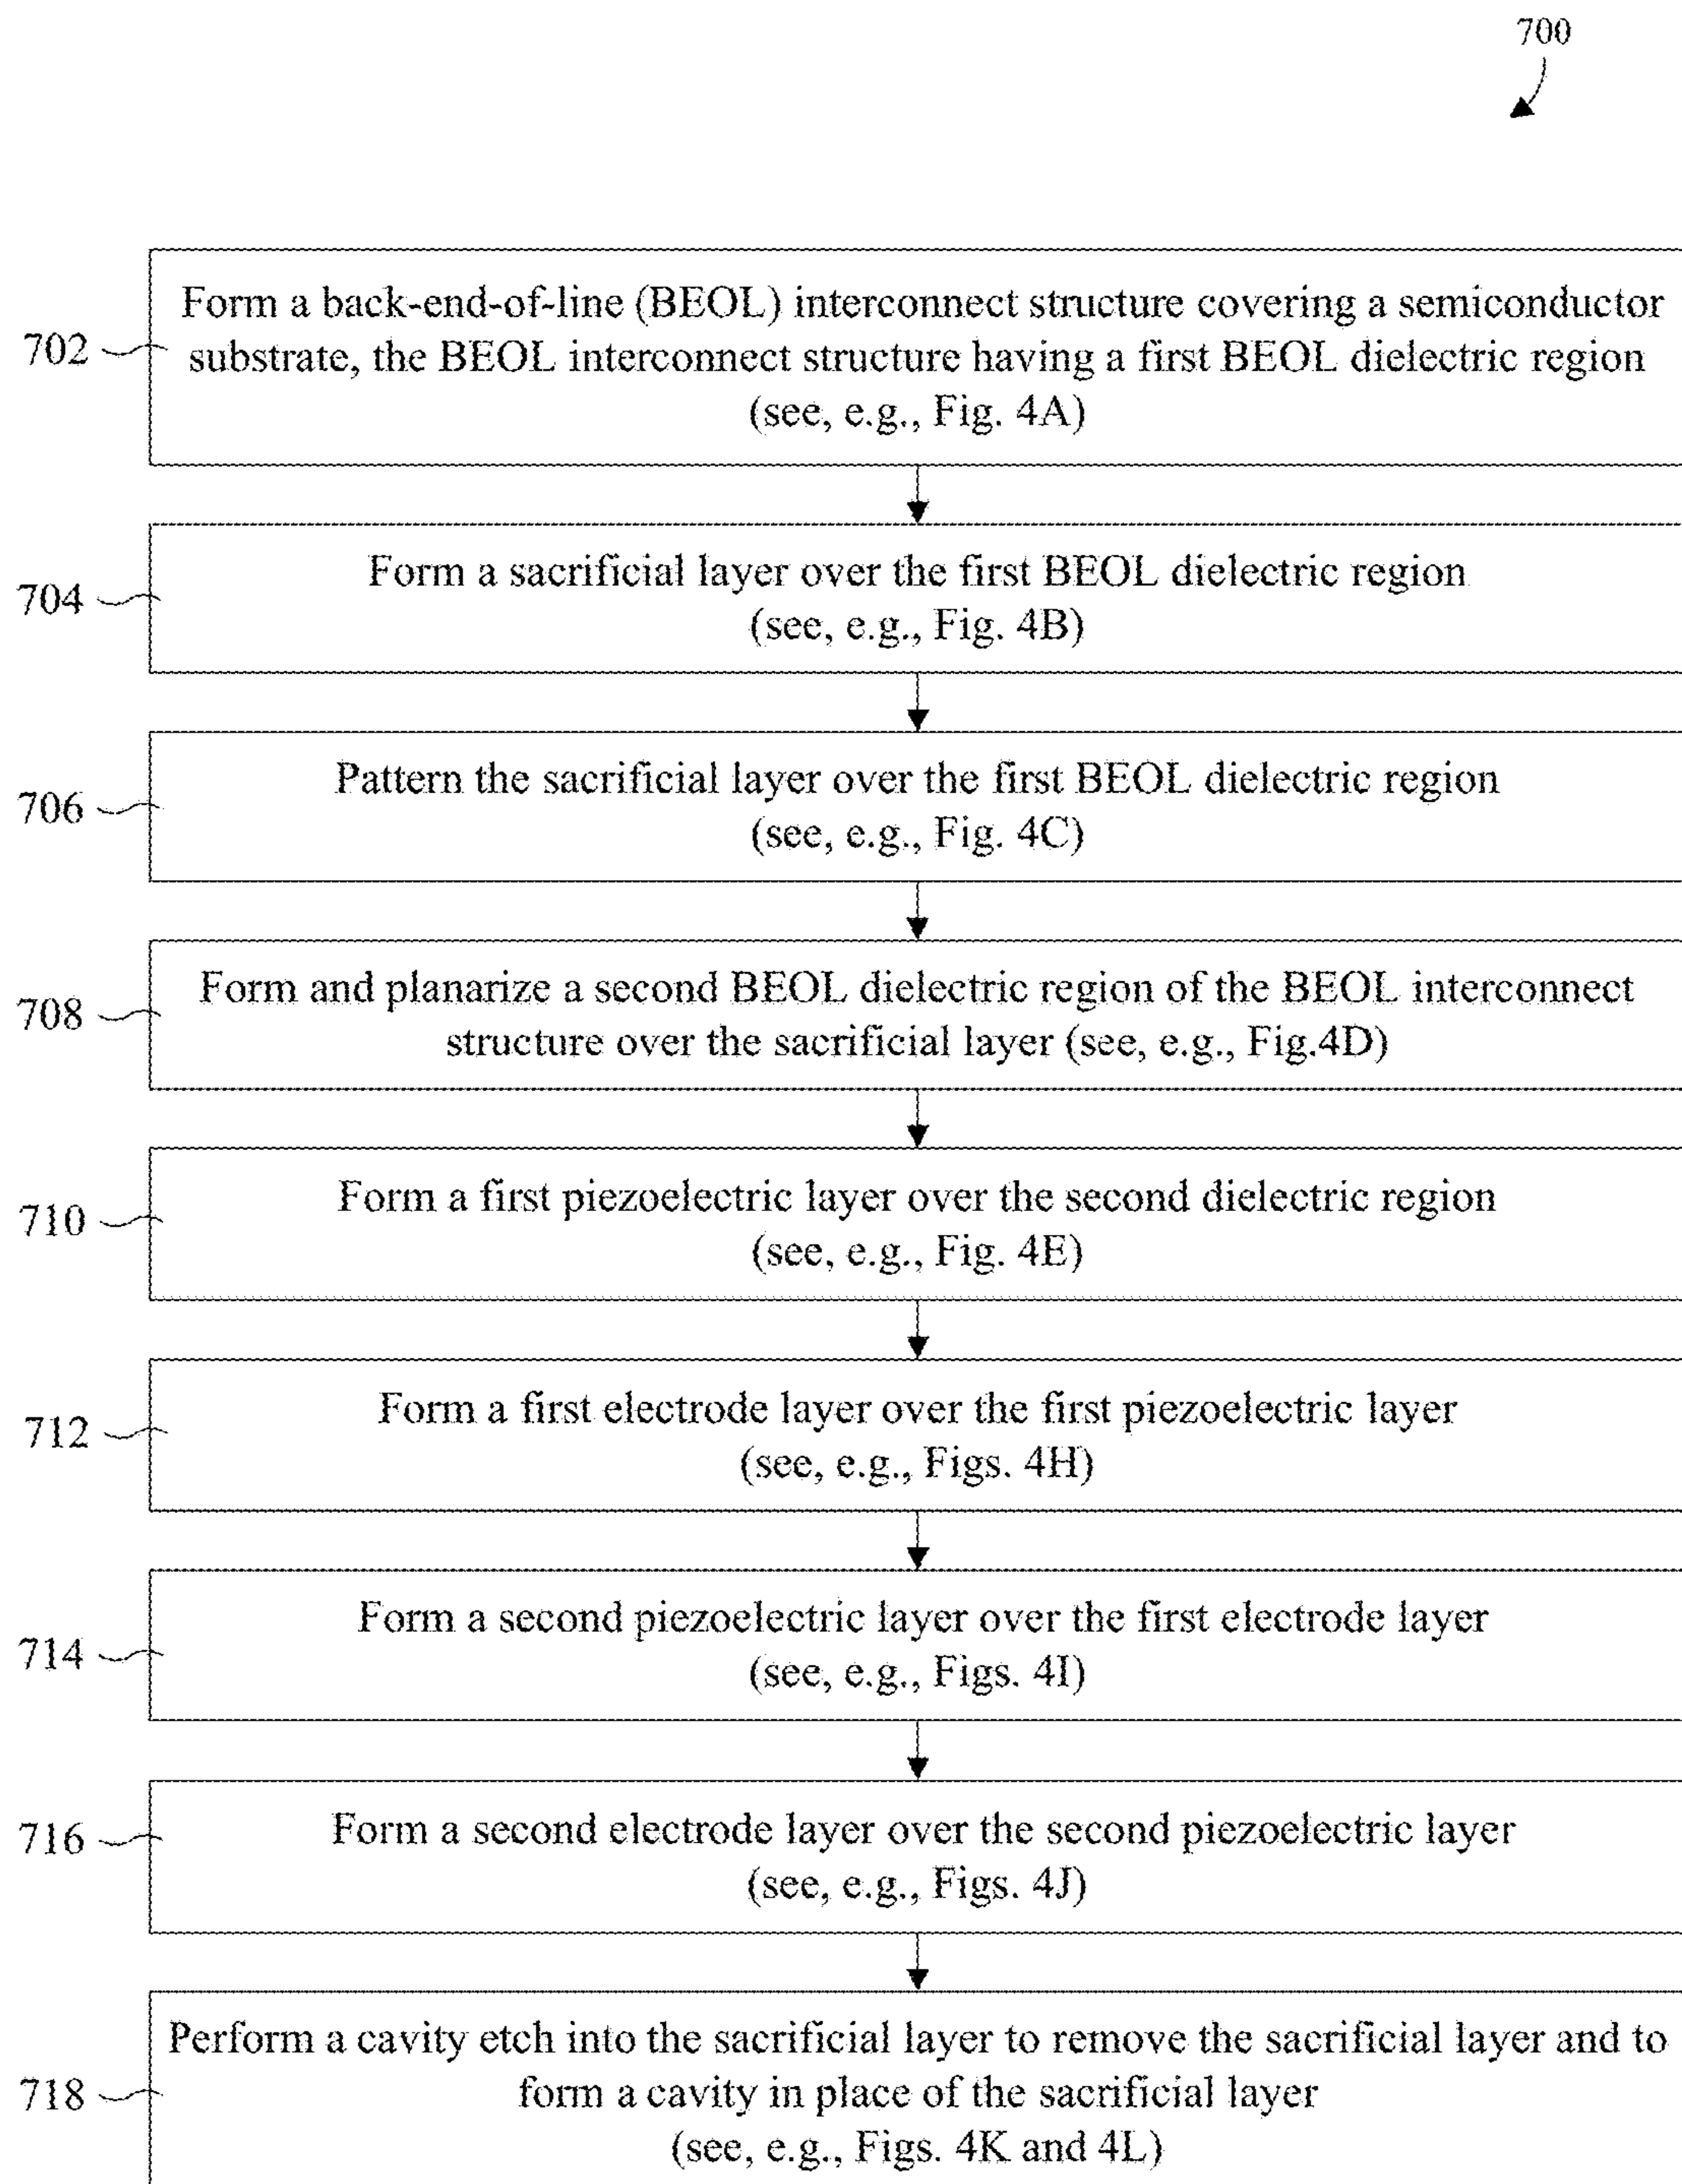 700
Form a back-end-of-line (BEOL) interconnect structure covering a semiconductor
702
substrate, the BEOL interconnect structure having a first BEOL dielectric region
(see, e.g., Fig. 4A)
Form a sacrificial layer over the first BEOL dielectric region
704
(see, e.g., Fig. 4B)
Pattern the sacrificial layer over the first BEOL dielectric region
706
(see, e.g., Fig. 4C)
Form and planarize a second BEOL dielectric region of the BEOL interconnect
708
structure over the sacrificial layer (see, e.g., Fig.4D)
Form a first piezoelectric layer over the second dielectric region
710
(see, e.g., Fig. 4E)
Form a first electrode layer over the first piezoelectric layer
712
(see, e.g., Figs. 4H)
Form a second piezoelectric layer over the first electrode layer
714
(see, e.g., Figs. 4I)
Form a second electrode layer over the second piezoelectric layer
716
(see, e.g., Figs. 4J)
Perform a cavity etch into the sacrificial layer to remove the sacrificial layer and to
718
form a cavity in place of the sacrificial layer
(see, e.g., Figs. 4K and 4L)